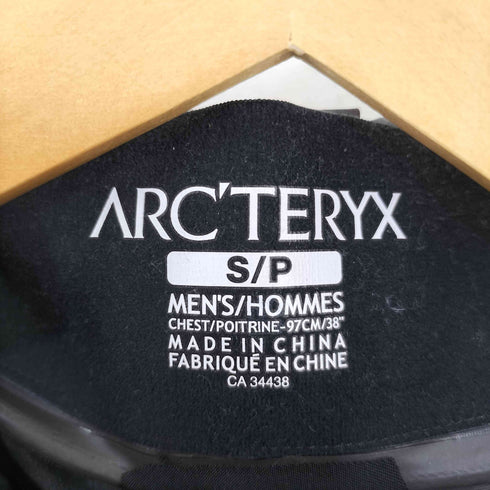 ARC'TERYX
S/P
MEN'S/HOMMES
CHEST/POITRINE-97CM/38"
MADE IN CHINA
FABRIQUÉ EN CHINE
CA 34438